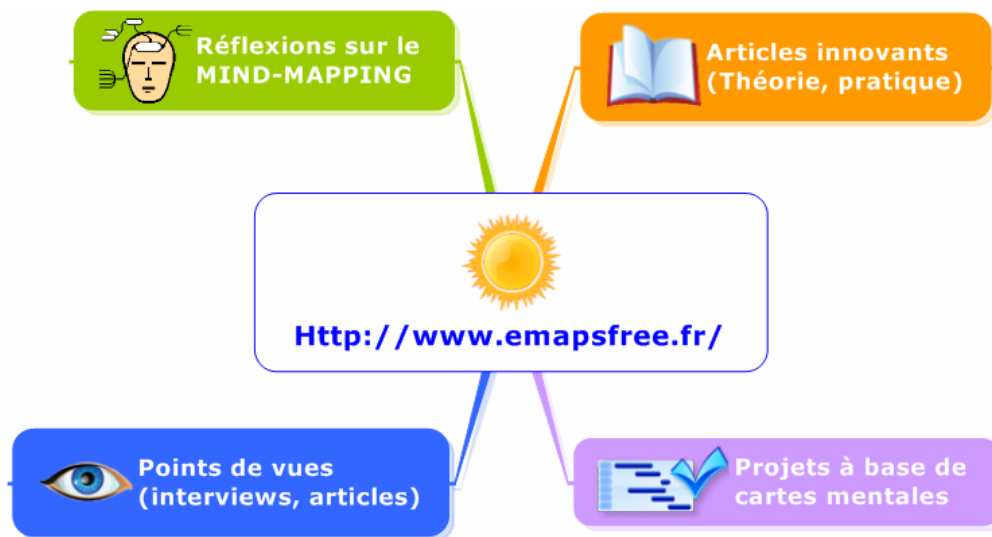 Réflexions sur le
MIND-MAPPING
Articles innovants
(Théorie, pratique)
Http://www.emapsfree.fr/
Points de vues
(interviews, articles)
Projets à base de
cartes mentales